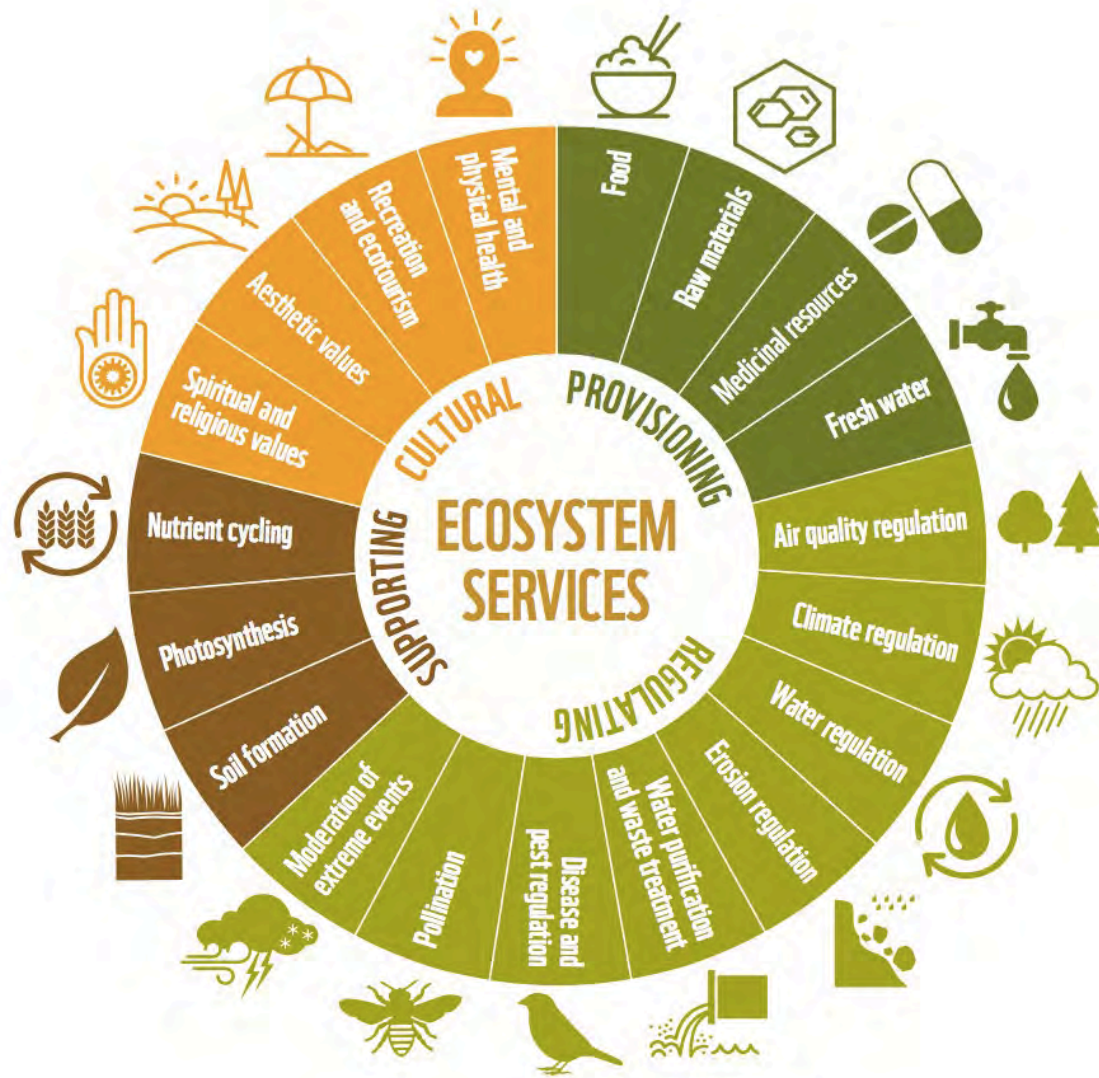 ECOSYSTEM
SERVICES
PROVISIONING
Food
Raw materials
Medicinal resources
Fresh water
REGULATING
Air quality regulation
Climate regulation
Water regulation
Erosion regulation
Water purification
and waste treatment
Disease and
pest regulation
Pollination
Moderation of
extreme events
SUPPORTING
Soil formation
Photosynthesis
Nutrient cycling
CULTURAL
Spiritual and
religious values
Aesthetic values
Recreation
and ecotourism
Mental and
physical health